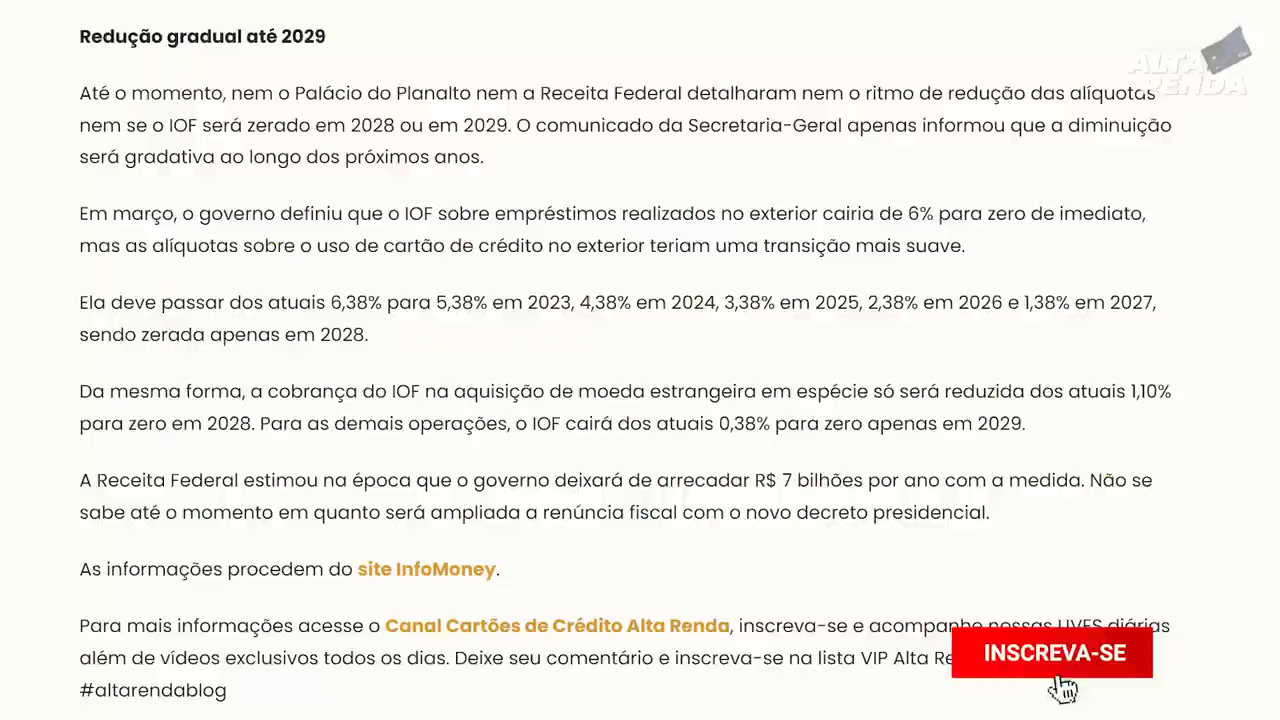 Redução gradual até 2029
ALTA
RENDA
Até o momento, nem o Palácio do Planalto nem a Receita Federal detalharam nem o ritmo de redução das alíquotas
nem se o IOF será zerado em 2028 ou em 2029. O comunicado da Secretaria-Geral apenas informou que a diminuição
será gradativa ao longo dos próximos anos.
Em março, o governo definiu que o IOF sobre empréstimos realizados no exterior cairia de 6% para zero de imediato,
mas as alíquotas sobre o uso de cartão de crédito no exterior teriam uma transição mais suave.
Ela deve passar dos atuais 6,38% para 5,38% em 2023, 4,38% em 2024, 3,38% em 2025, 2,38% em 2026 e 1,38% em 2027,
sendo zerada apenas em 2028.
Da mesma forma, a cobrança do IOF na aquisição de moeda estrangeira em espécie só será reduzida dos atuais 1,10%
para zero em 2028. Para as demais operações, o IOF cairá dos atuais 0,38% para zero apenas em 2029.
A Receita Federal estimou na época que o governo deixará de arrecadar R$ 7 bilhões por ano com a medida. Não se
sabe até o momento em quanto será ampliada a renúncia fiscal com o novo decreto presidencial.
As informações procedem do site InfoMoney.
Para mais informações acesse o Canal Cartões de Crédito Alta Renda, inscreva-se e acompanhe nossas LIVES diárias
além de vídeos exclusivos todos os dias. Deixe seu comentário e inscreva-se na lista VIP Alta
INSCREVA-SE
#altarendablog